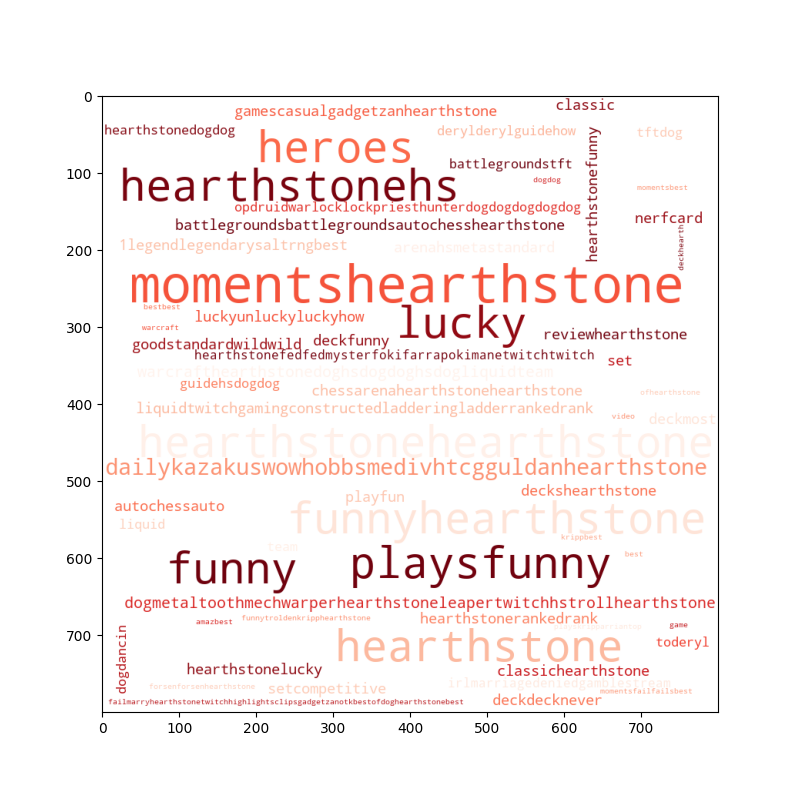 0
gamescasualgadgetzanhearthstone
classic
hearthstonedogdog
derylderylguidehow
tftdog
heroes
hearthstonefunny
100
battlegroundstft
dogdog
hearthstonehs
momentsbest
opdruidwarlocklockpriesthunterdogdogdogdogdog
nerfcard
battlegroundsbattlegroundsautochesshearthstone
deckhearth
200
1legendlegendarysaltrngbest
arenahsmetastandard
momentshearthstone
bestbest
luckyunluckyluckyhow
lucky
300
warcraft
reviewhearthstone
goodstandardwildwild
deckfunny
hearthstonefedfedmysterfokifarrapokimanetwitchtwitch
set
warcrafthearthstonedoghsdogdoghsdogliquidteam
guidehsdogdog
chessarenahearthstonehearthstone
ofhearthstone
400
liquidtwitchgamingconstructedladderingladderrankedrank
video
deckmost
hearthstonehearthstone
dailykazakuswowhobbsmedivhtcgguldanhearthstone
500
deckshearthstone
playfun
autochessauto
funnyhearthstone
liquid
krippbest
team
best
600
funny
playsfunny
dogmetaltoothmechwarperhearthstoneleapertwitchhstrollhearthstone
amazbest
funnytroldenkripphearthstone
hearthstonerankedrank
game
dogdancin
700
hearthstone
toderyl
hearthstonelucky
classichearthstone
forsenforsenhearthstone
setcompetitive
irlmarriagedeniedgamplestream
momentsfailfailsbest
failmarryhearthstonetwitchhighlightsclipsgadgetzanotkbestofdoghearthstonebest
deckdecknever
0 100 200 300 400 500 600 700